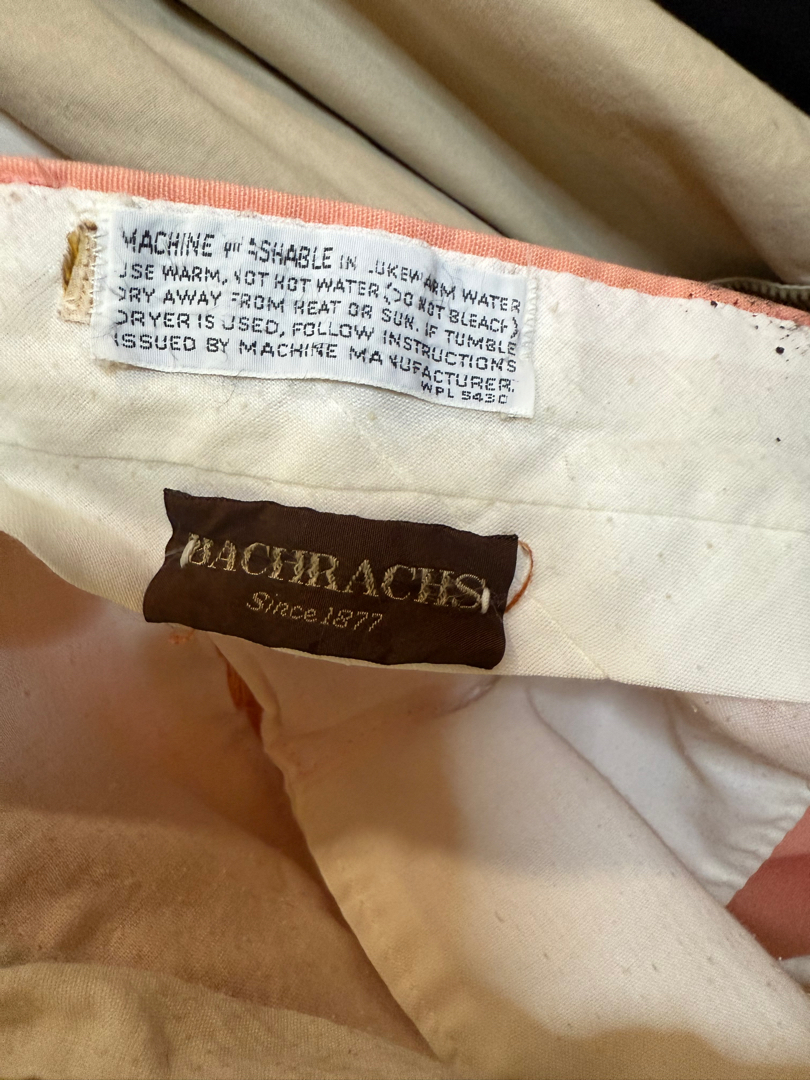 MACHINE WASHABLE IN LUKEWARM WATER
USE WARM, NOT HOT WATER (DO NOT BLEACH)
DRY AWAY FROM HEAT OR SUN. IF TUMBLE
DRYER IS USED, FOLLOW INSTRUCTIONS
ISSUED BY MACHINE MANUFACTURER.
WPL 5430
BACHRACHS
Since 1877